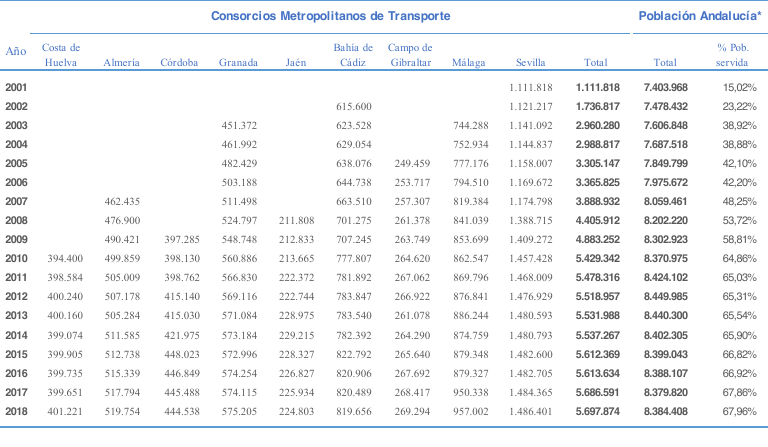 Consorcios Metropolitanos de Transporte Población Andalucía*
Año Costa de Huelva Almería Córdoba Granada Jaén Bahía de Cádiz Campo de Gibraltar Málaga Sevilla Total Total % Pob. servida
2001 1.111.818 1.111.818 7.403.968 15,02%
2002 615.600 1.121.217 1.736.817 7.478.432 23,22%
2003 451.372 623.528 744.288 1.141.092 2.960.280 7.606.848 38,92%
2004 461.992 629.054 752.934 1.144.837 2.988.817 7.687.518 38,88%
2005 482.429 638.076 249.459 777.176 1.158.007 3.305.147 7.849.799 42,10%
2006 503.188 644.738 253.717 794.510 1.169.672 3.365.825 7.975.672 42,20%
2007 462.435 511.498 663.510 257.307 819.384 1.174.798 3.888.932 8.059.461 48,25%
2008 476.900 524.797 211.808 701.275 261.378 841.039 1.388.715 4.405.912 8.202.220 53,72%
2009 490.421 397.285 548.748 212.833 707.245 263.749 853.699 1.409.272 4.883.252 8.302.923 58,81%
2010 394.400 499.859 398.130 560.886 213.665 777.807 264.620 862.547 1.457.428 5.429.342 8.370.975 64,86%
2011 398.584 505.009 398.762 566.830 222.372 781.892 267.062 869.796 1.468.009 5.478.316 8.424.102 65,03%
2012 400.240 507.178 415.140 569.116 222.744 783.847 266.922 876.841 1.476.929 5.518.957 8.449.985 65,31%
2013 400.160 505.284 415.030 571.084 228.975 783.540 261.078 886.244 1.480.593 5.531.988 8.440.300 65,54%
2014 399.074 511.585 421.975 573.184 229.215 782.392 264.290 874.759 1.480.793 5.537.267 8.402.305 65,90%
2015 399.905 512.738 448.023 572.996 228.327 822.792 265.640 879.348 1.482.600 5.612.369 8.399.043 66,82%
2016 399.735 515.339 446.849 574.254 226.827 820.906 267.692 879.327 1.482.705 5.613.634 8.388.107 66,92%
2017 399.651 517.794 445.488 574.115 225.934 820.489 268.417 950.338 1.484.365 5.686.591 8.379.820 67,86%
2018 401.221 519.754 444.538 575.205 224.803 819.656 269.294 957.002 1.486.401 5.697.874 8.384.408 67,96%